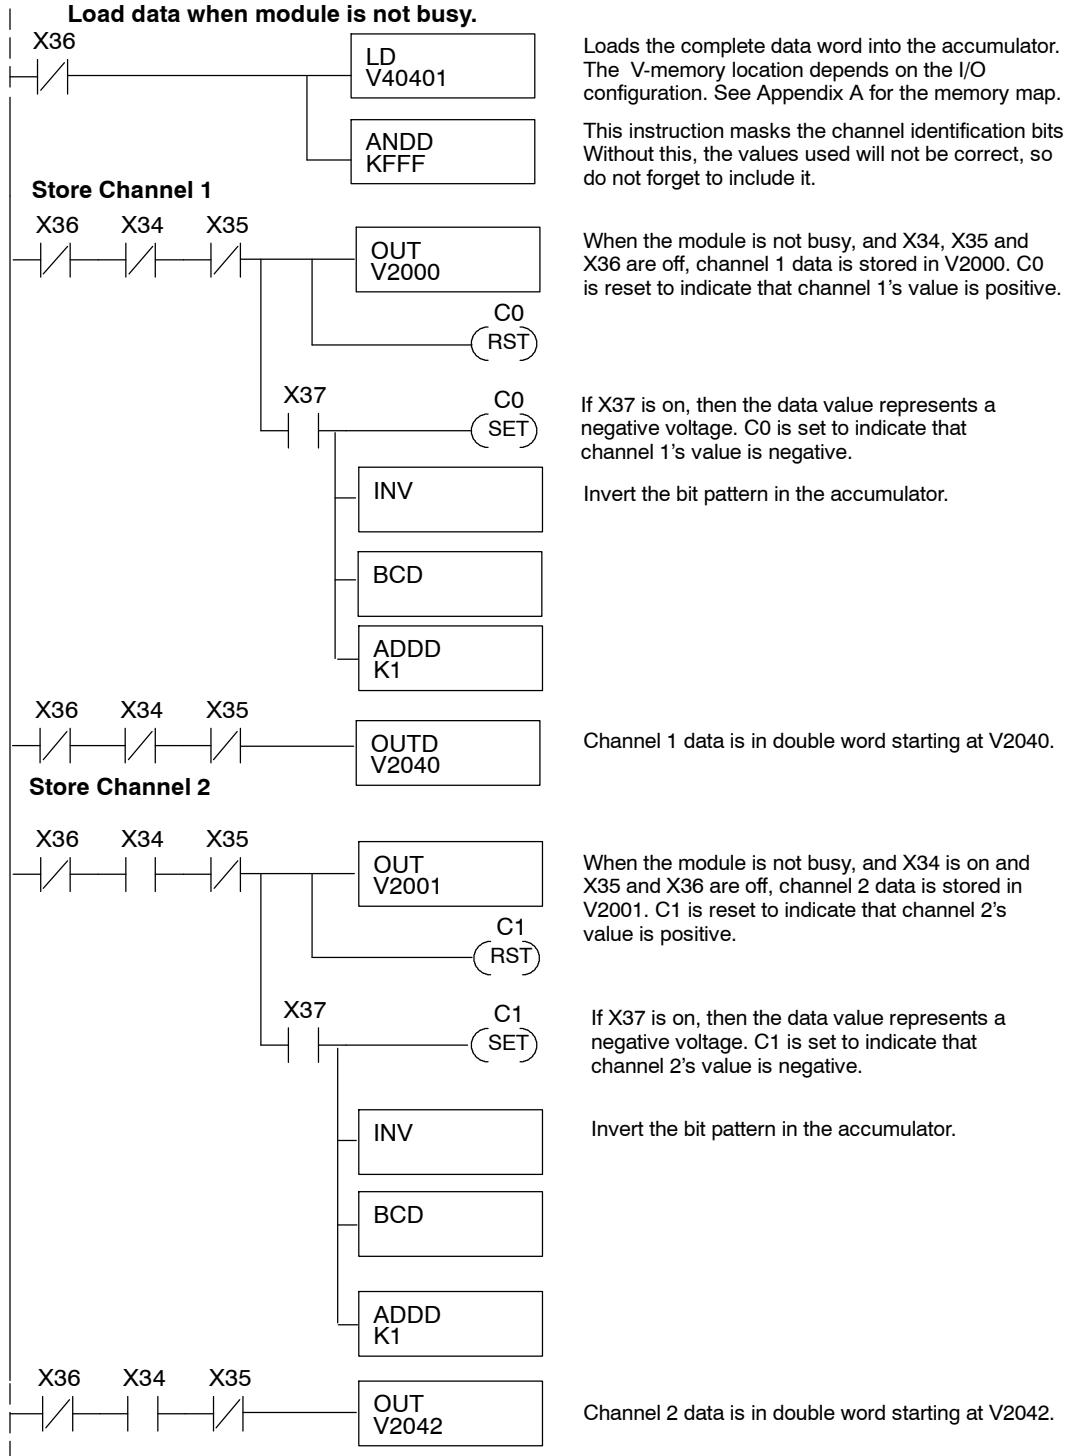 Load data when module is not busy.
X36
LD
V40401
Loads the complete data word into the accumulator.
The V-memory location depends on the I/O
configuration. See Appendix A for the memory map.
ANDD
KFFF
This instruction masks the channel identification bits
Without this, the values used will not be correct, so
do not forget to include it.
Store Channel 1
X36 X34 X35
OUT
V2000
When the module is not busy, and X34, X35 and
X36 are off, channel 1 data is stored in V2000. C0
is reset to indicate that channel 1's value is positive.
C0
RST
X37
C0
SET
If X37 is on, then the data value represents a
negative voltage. C0 is set to indicate that
channel 1's value is negative.
INV
Invert the bit pattern in the accumulator.
BCD
ADDD
K1
X36 X34 X35
OUTD
V2040
Channel 1 data is in double word starting at V2040.
Store Channel 2
X36 X34 X35
OUT
V2001
When the module is not busy, and X34 is on and
X35 and X36 are off, channel 2 data is stored in
V2001. C1 is reset to indicate that channel 2's
value is positive.
C1
RST
X37
C1
SET
If X37 is on, then the data value represents a
negative voltage. C1 is set to indicate that
channel 2's value is negative.
INV
Invert the bit pattern in the accumulator.
BCD
ADDD
K1
X36 X34 X35
OUT
V2042
Channel 2 data is in double word starting at V2042.